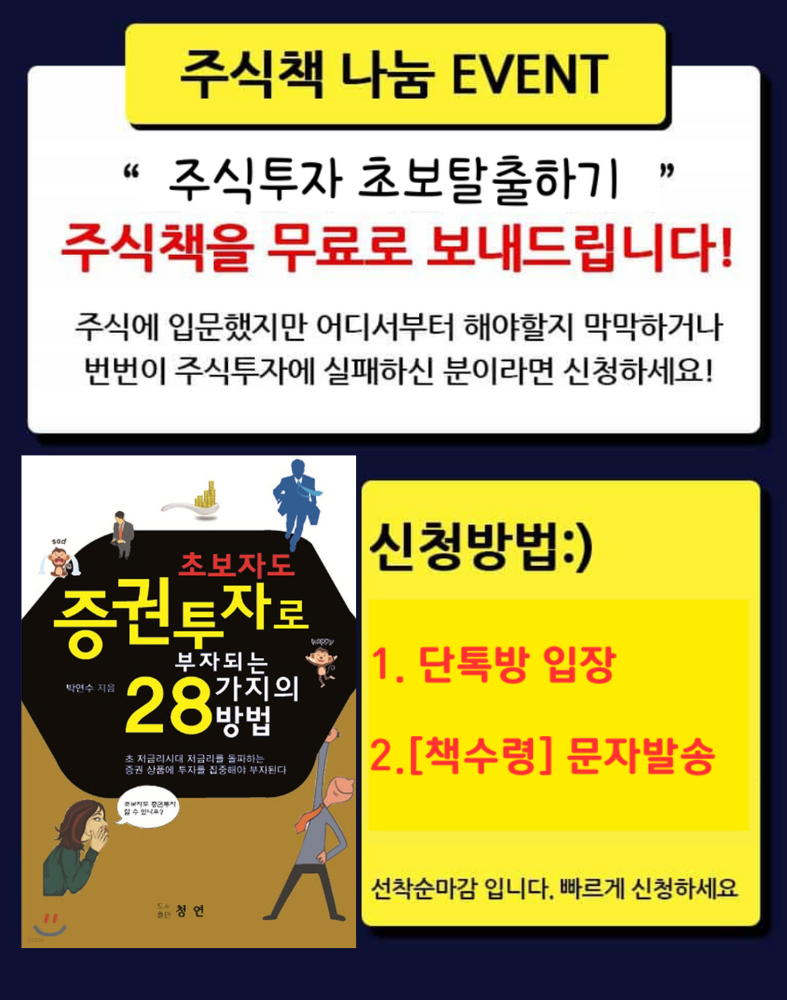 주식책 나눔 EVENT
“ 주식투자 초보탈출하기 ”
주식책을 무료로 보내드립니다!
주식에 입문했지만 어디서부터 해야할지 막막하거나
번번이 주식투자에 실패하신 분이라면 신청하세요!
sad
초보자도
증권투자로
happy
부자되는
박연수 지음
28가지의
방법
초 저금리시대 저금리를 돌파하는
증권 상품에 투자를 집중해야 부자된다
초보자도 증권투자
할 수 있나요?
도서
출판 청연
신청방법:)
1. 단톡방 입장
2.[책수령] 문자발송
선착순마감 입니다. 빠르게 신청하세요